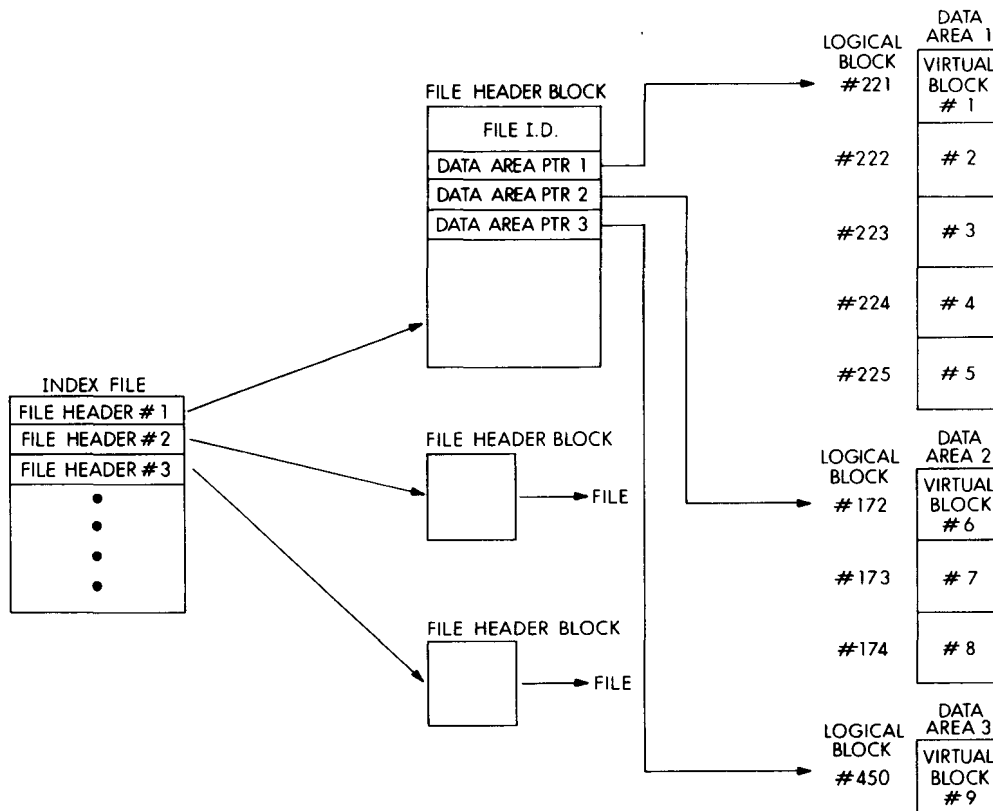 INDEX FILE
FILE HEADER #1
FILE HEADER #2
FILE HEADER #3
FILE HEADER BLOCK
FILE I.D.
DATA AREA PTR 1
DATA AREA PTR 2
DATA AREA PTR 3
FILE HEADER BLOCK
FILE
FILE HEADER BLOCK
FILE
LOGICAL
BLOCK
#221
#222
#223
#224
#225
DATA
AREA 1
VIRTUAL
BLOCK
# 1
# 2
# 3
# 4
# 5
LOGICAL
BLOCK
#172
#173
#174
DATA
AREA 2
VIRTUAL
BLOCK
#6
#7
# 8
LOGICAL
BLOCK
#450
DATA
AREA 3
VIRTUAL
BLOCK
# 9